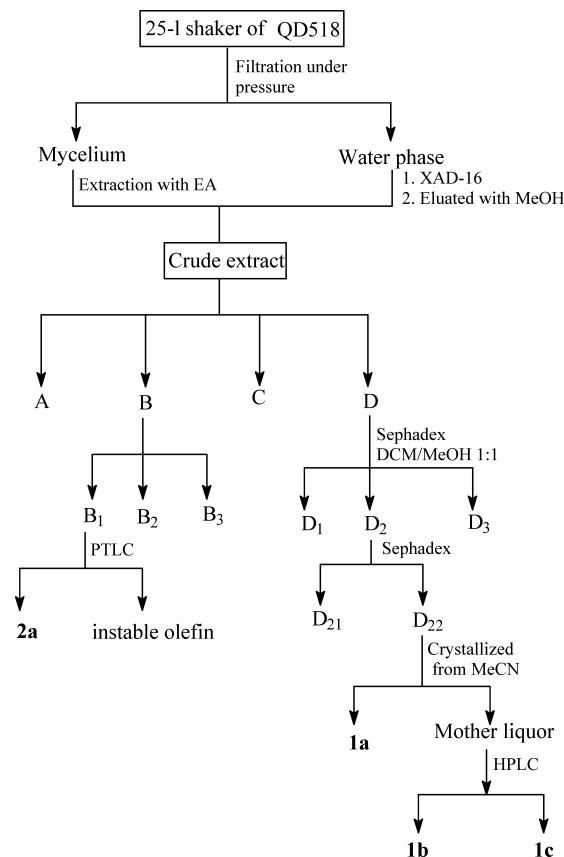 25-l shaker of QD518
Filtration under
pressure
Mycelium
Water phase
Extraction with EA
1. XAD-16
2. Eluated with MeOH
Crude extract
A
B
C
D
Sephadex
DCM/MeOH 1:1
B₁
B₂
B₃
D₁
D₂
D₃
PTLC
Sephadex
2a
instable olefin
D₂₁
D₂₂
Crystallized
from MeCN
1a
Mother liquor
HPLC
1b
1c